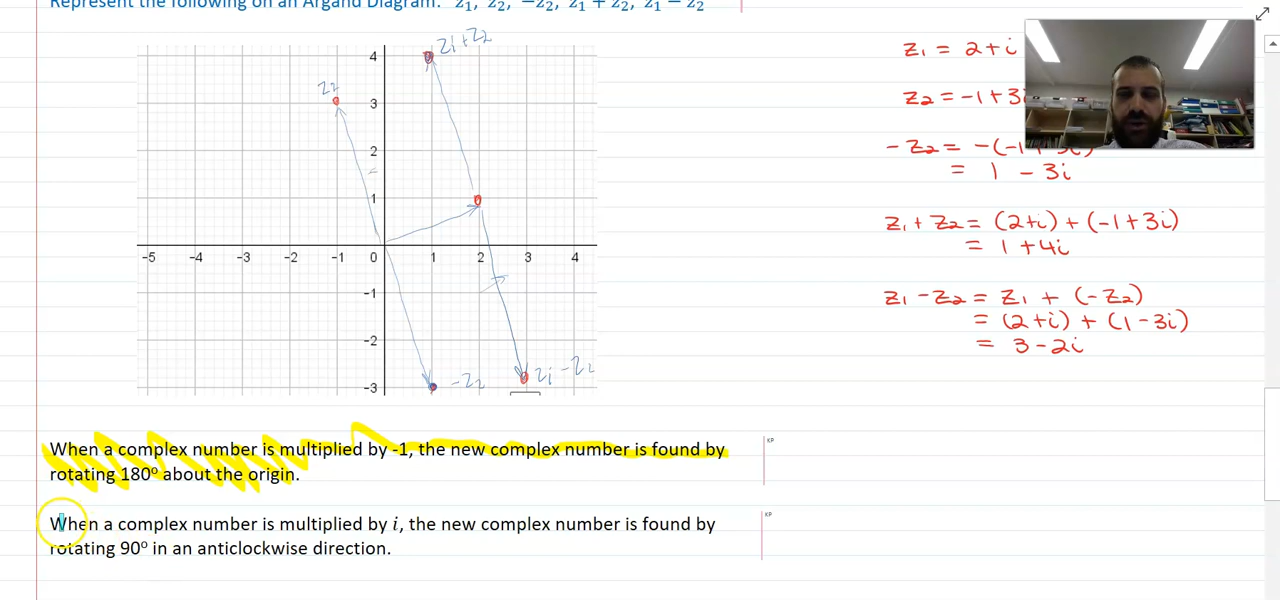 Represent the following on an Argand Diagram: z₁, z₂, −z₂, z₁ + z₂, z₁ − z₂
z₁+z₂
z₂
4
3
2
1
-5 -4 -3 -2 -1 0 1 2 3 4
-1
-2
-3
-z₂
z₁-z₂
z₁ = 2+i
z₂ = -1+3i
-z₂ = -(-1+3i)
= 1 - 3i
z₁ + z₂ = (2+i) + (-1+3i)
= 1 + 4i
z₁ - z₂ = z₁ + (-z₂)
= (2+i) + (1-3i)
= 3 - 2i
When a complex number is multiplied by -1, the new complex number is found by
rotating 180° about the origin.
KP
When a complex number is multiplied by i, the new complex number is found by
rotating 90° in an anticlockwise direction.
KP